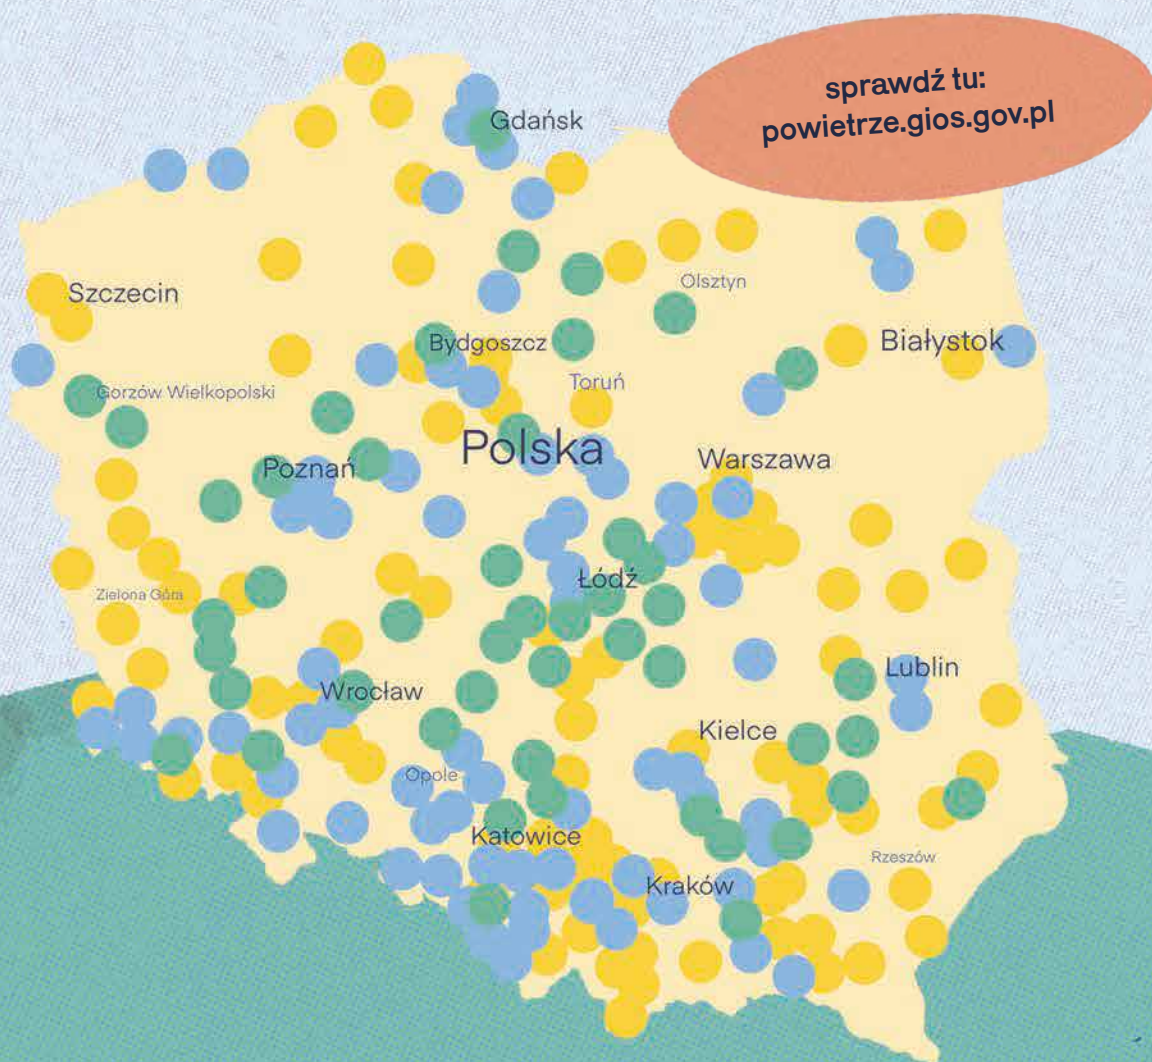 sprawdź tu:
powietrze.gios.gov.pl
Gdańsk
Olsztyn
Szczecin
Białystok
Bydgoszcz
Toruń
Gorzów Wielkopolski
Polska
Warszawa
Poznań
Łódź
Zielona Góra
Lublin
Wrocław
Kielce
Opole
Katowice
Rzeszów
Kraków